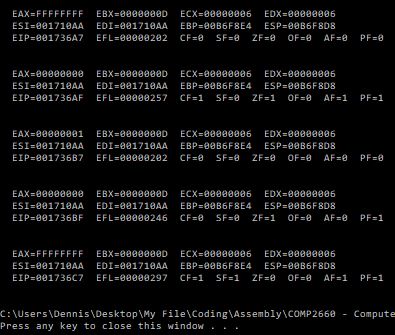 EAX=FFFFFFFF EBX=0000000D ECX=00000006 EDX=00000006
ESI=001710AA EDI=001710AA EBP=00B6F8E4 ESP=00B6F8D8
EIP=001736A7 EFL=00000202 CF=0 SF=0 ZF=0 OF=0 AF=0 PF=0
EAX=00000000 EBX=0000000D ECX=00000006 EDX=00000006
ESI=001710AA EDI=001710AA EBP=00B6F8E4 ESP=00B6F8D8
EIP=001736AF EFL=00000257 CF=1 SF=0 ZF=1 OF=0 AF=1 PF=1
EAX=00000001 EBX=0000000D ECX=00000006 EDX=00000006
ESI=001710AA EDI=001710AA EBP=00B6F8E4 ESP=00B6F8D8
EIP=001736B7 EFL=00000202 CF=0 SF=0 ZF=0 OF=0 AF=0 PF=0
EAX=00000000 EBX=0000000D ECX=00000006 EDX=00000006
ESI=001710AA EDI=001710AA EBP=00B6F8E4 ESP=00B6F8D8
EIP=001736BF EFL=00000246 CF=0 SF=0 ZF=1 OF=0 AF=0 PF=1
EAX=FFFFFFFF EBX=0000000D ECX=00000006 EDX=00000006
ESI=001710AA EDI=001710AA EBP=00B6F8E4 ESP=00B6F8D8
EIP=001736C7 EFL=00000297 CF=1 SF=1 ZF=0 OF=0 AF=1 PF=1
C:\Users\Dennis\Desktop\My File\Coding\Assembly\COMP2660 - Compute
Press any key to close this window . . .